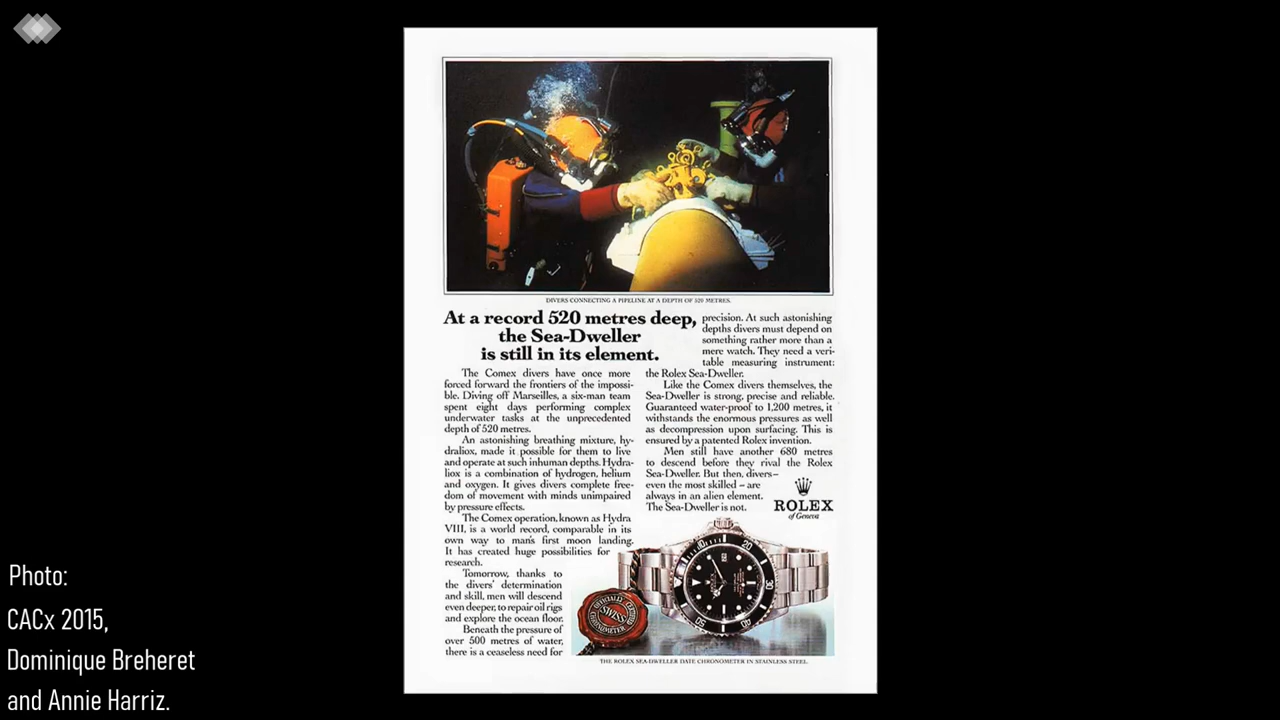 DIVERS CONNECTING A PIPELINE AT A DEPTH OF 520 METRES.
At a record 520 metres deep,
the Sea-Dweller
is still in its element.
The Comex divers have once more
forced forward the frontiers of the impossi-
ble. Diving off Marseilles, a six-man team
spent eight days performing complex
underwater tasks at the unprecedented
depth of 520 metres.
An astonishing breathing mixture, hy-
draliox, made it possible for them to live
and operate at such inhuman depths. Hydra-
liox is a combination of hydrogen, helium
and oxygen. It gives divers complete free-
dom of movement with minds unimpaired
by pressure effects.
The Comex operation, known as Hydra
VIII, is a world record, comparable in its
own way to man's first moon landing.
It has created huge possibilities for
research.
Tomorrow, thanks to
the divers' determination
and skill, men will descend
even deeper, to repair oil rigs
and explore the ocean floor.
Beneath the pressure of
over 500 metres of water,
there is a ceaseless need for
precision. At such astonishing
depths divers must depend on
something rather more than a
mere watch. They need a veri-
table measuring instrument:
the Rolex Sea-Dweller.
Like the Comex divers themselves, the
Sea-Dweller is strong, precise and reliable.
Guaranteed water-proof to 1,200 metres, it
withstands the enormous pressures as well
as decompression upon surfacing. This is
ensured by a patented Rolex invention.
Men still have another 680 metres
to descend before they rival the Rolex
Sea-Dweller. But then, divers –
even the most skilled – are
always in an alien element.
The Sea-Dweller is not.
ROLEX
of Geneva
10
20
30
40
50
SWISS
THE ROLEX SEA-DWELLER DATE CHRONOMETER IN STAINLESS STEEL.
Photo:
CACx 2015,
Dominique Breheret
and Annie Harriz.